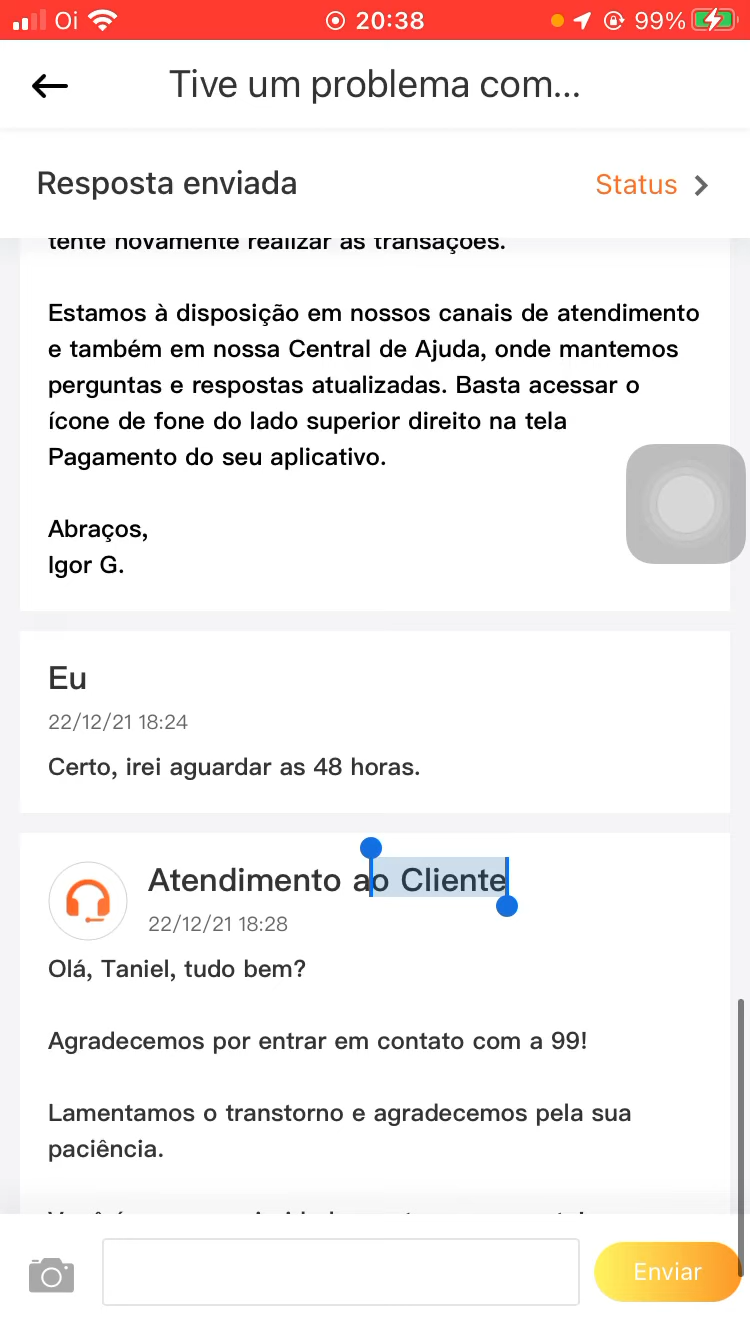 Oi 20:38 99%
Tive um problema com...
Resposta enviada Status
tente novamente realizar as transações.
Estamos à disposição em nossos canais de atendimento
e também em nossa Central de Ajuda, onde mantemos
perguntas e respostas atualizadas. Basta acessar o
ícone de fone do lado superior direito na tela
Pagamento do seu aplicativo.
Abraços,
Igor G.
Eu
22/12/21 18:24
Certo, irei aguardar as 48 horas.
Atendimento ao Cliente
22/12/21 18:28
Olá, Taniel, tudo bem?
Agradecemos por entrar em contato com a 99!
Lamentamos o transtorno e agradecemos pela sua
paciência.
Enviar